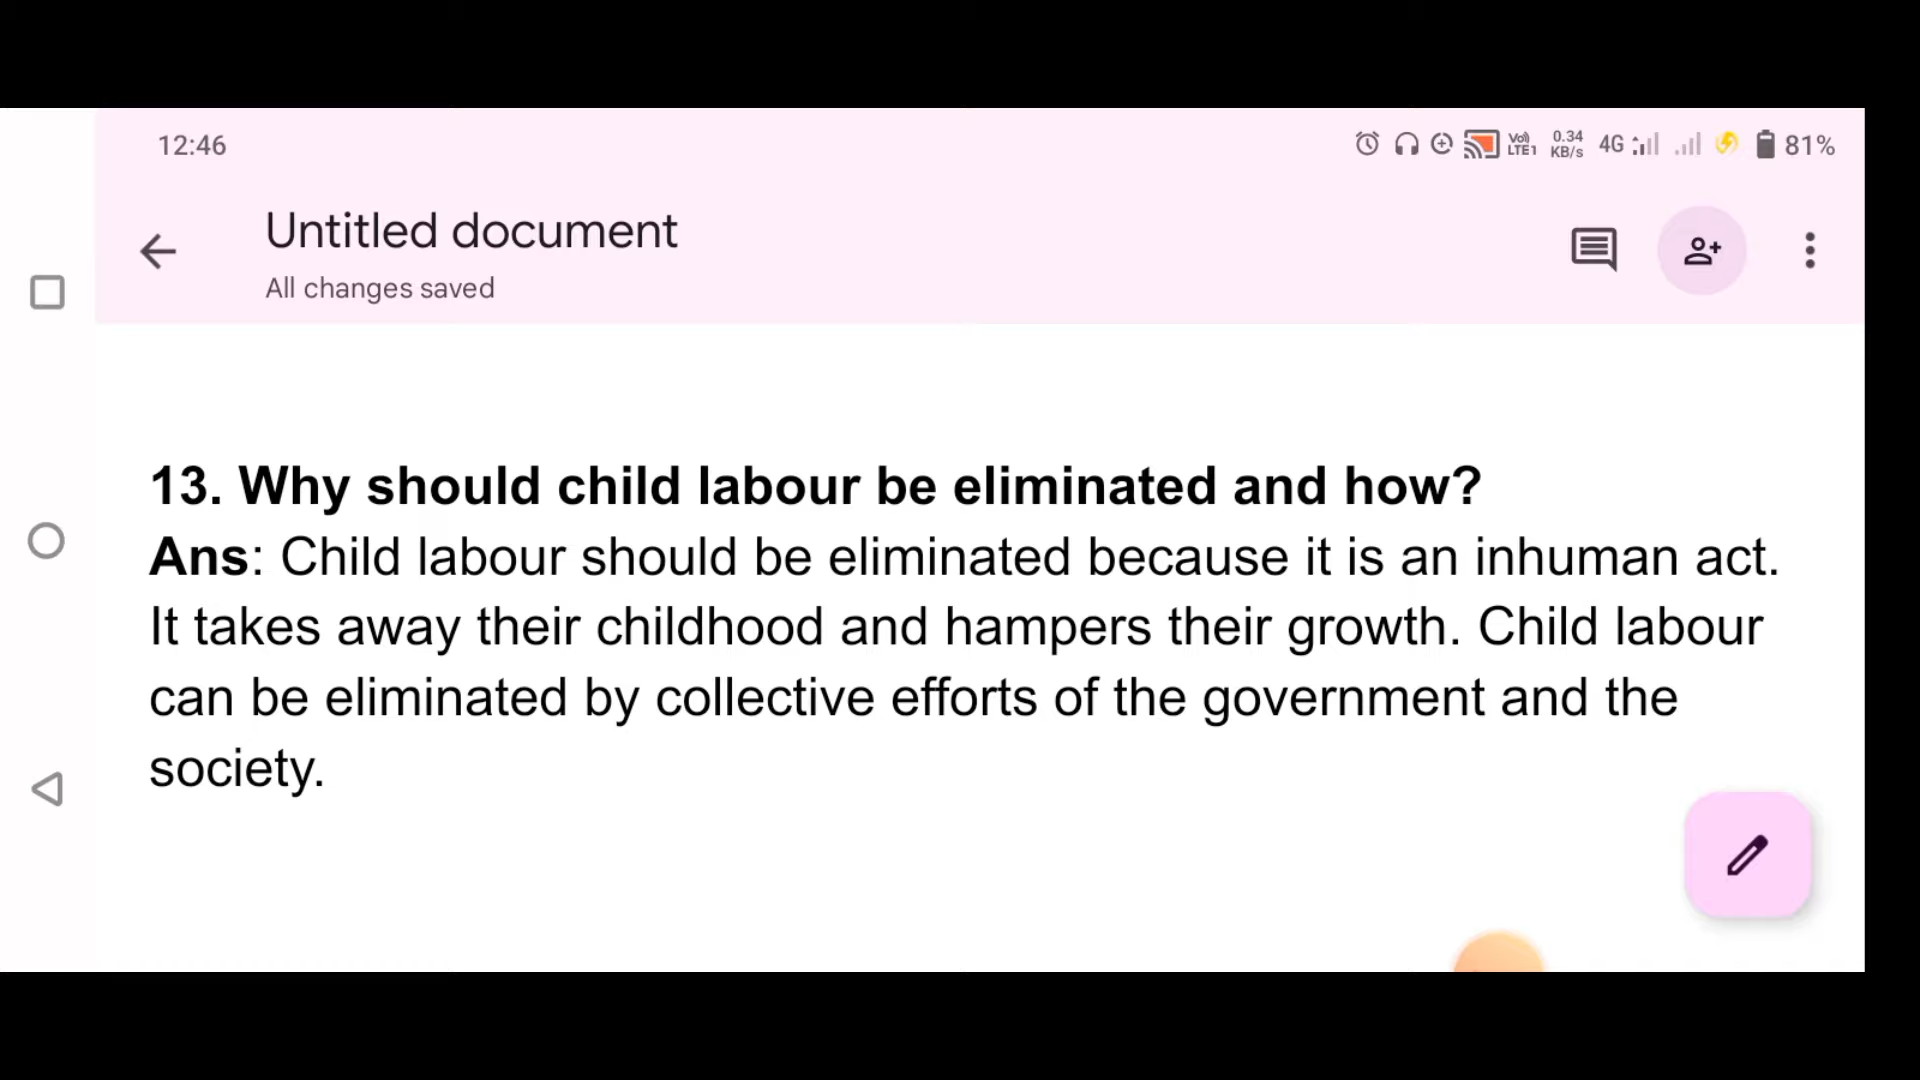 12:46
Vo) LTE1 0.34 KB/s 4G 81%
Untitled document
All changes saved
13. Why should child labour be eliminated and how?
Ans: Child labour should be eliminated because it is an inhuman act.
It takes away their childhood and hampers their growth. Child labour
can be eliminated by collective efforts of the government and the
society.